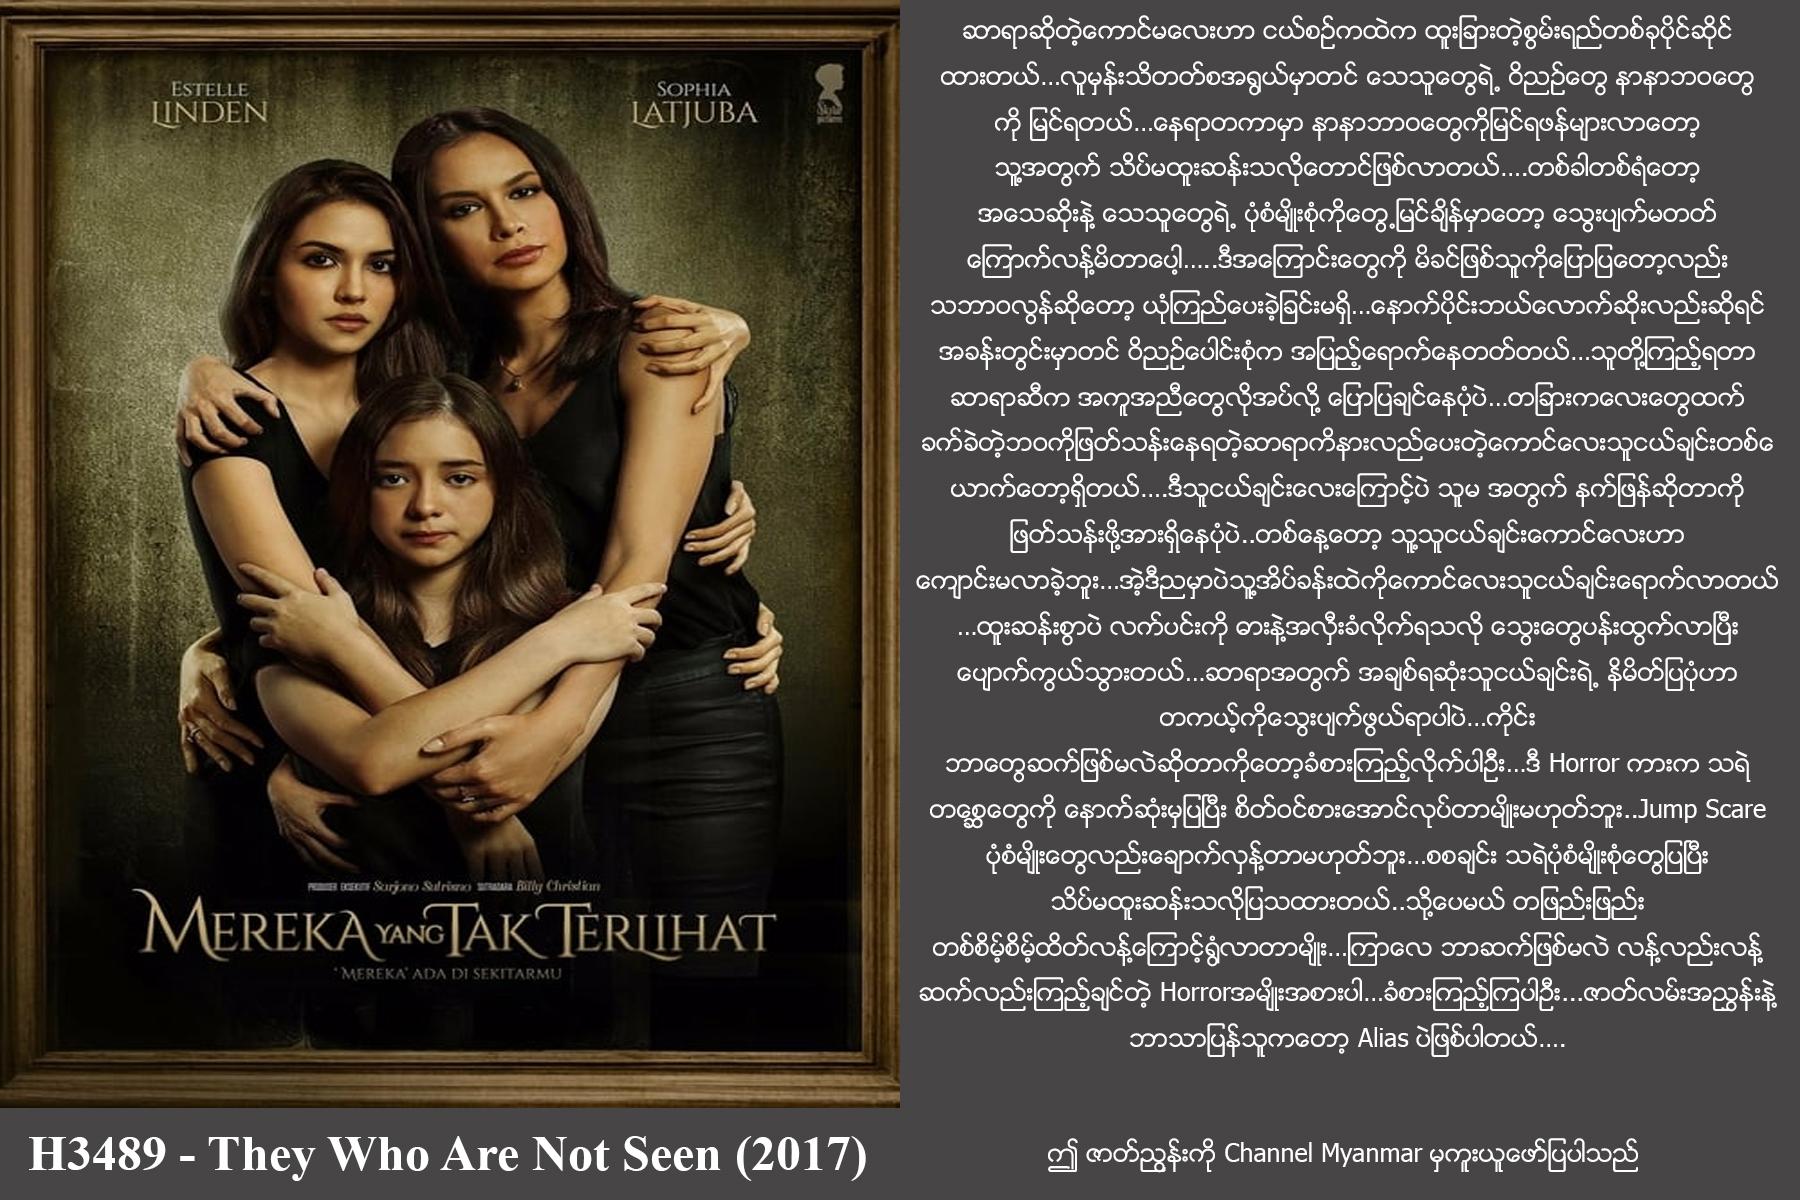 ESTELLE
LINDEN
SOPHIA
LATJUBA
PRODUSER EKSEKUTIF Sarjono Sutrisno SUTRADARA Billy Christian
MEREKA YANG TAK TERLIHAT
'MEREKA' ADA DI SEKITARMU
H3489 - They Who Are Not Seen (2017)
ဆာရာဆိုတဲ့ကောင်မလေးဟာ ငယ်စဉ်ကထဲက ထူးခြားတဲ့စွမ်းရည်တစ်ခုပိုင်ဆိုင်
ထားတယ်...လူမှန်းသိတတ်စအရွယ်မှာတင် သေသူတွေရဲ့ ဝိညဉ်တွေ နာနာဘဝတွေ
ကို မြင်ရတယ်...နေရာတကာမှာ နာနာဘာဝတွေကိုမြင်ရဖန်များလာတော့
သူ့အတွက် သိပ်မထူးဆန်းသလိုတောင်ဖြစ်လာတယ်....တစ်ခါတစ်ရံတော့
အသေဆိုးနဲ့ သေသူတွေရဲ့ ပုံစံမျိုးစုံကိုတွေ့မြင်ချိန်မှာတော့ သွေးပျက်မတတ်
ကြောက်လန့်မိတာပေါ့.....ဒီအကြောင်းတွေကို မိခင်ဖြစ်သူကိုပြောပြတော့လည်း
သဘာဝလွန်ဆိုတော့ ယုံကြည်ပေးခဲ့ခြင်းမရှိ...နောက်ပိုင်းဘယ်လောက်ဆိုးလည်းဆိုရင်
အခန်းတွင်းမှာတင် ဝိညဉ်ပေါင်းစုံက အပြည့်ရောက်နေတတ်တယ်...သူတို့ကြည့်ရတာ
ဆာရာဆီက အကူအညီတွေလိုအပ်လို့ ပြောပြချင်နေပုံပဲ...တခြားကလေးတွေထက်
ခက်ခဲတဲ့ဘဝကိုဖြတ်သန်းနေရတဲ့ဆာရာကိုနားလည်ပေးတဲ့ကောင်လေးသူငယ်ချင်းတစ်ေ
ယာက်တော့ရှိတယ်....ဒီသူငယ်ချင်းလေးကြောင့်ပဲ သူမ အတွက် နက်ဖြန်ဆိုတာကို
ဖြတ်သန်းဖို့အားရှိနေပုံပဲ..တစ်နေ့တော့ သူ့သူငယ်ချင်းကောင်လေးဟာ
ကျောင်းမလာခဲ့ဘူး...အဲ့ဒီညမှာပဲသူ့အိပ်ခန်းထဲကိုကောင်လေးသူငယ်ချင်းရောက်လာတယ်
...ထူးဆန်းစွာပဲ လက်ပင်းကို ဓားနဲ့အလှီးခံလိုက်ရသလို သွေးတွေပန်းထွက်လာပြီး
ပျောက်ကွယ်သွားတယ်...ဆာရာအတွက် အချစ်ရဆုံးသူငယ်ချင်းရဲ့ နိမိတ်ပြပုံဟာ
တကယ့်ကိုသွေးပျက်ဖွယ်ရာပါပဲ...ကိုင်း
ဘာတွေဆက်ဖြစ်မလဲဆိုတာကိုတော့ခံစားကြည့်လိုက်ပါဦး...ဒီ Horror ကားက သရဲ
တစ္ဆေတွေကို နောက်ဆုံးမှပြပြီး စိတ်ဝင်စားအောင်လုပ်တာမျိုးမဟုတ်ဘူး..Jump Scare
ပုံစံမျိုးတွေလည်းချောက်လှန့်တာမဟုတ်ဘူး...စစချင်း သရဲပုံစံမျိုးစုံတွေပြပြီး
သိပ်မထူးဆန်းသလိုပြသထားတယ်..သို့ပေမယ် တဖြည်းဖြည်း
တစ်စိမ့်စိမ့်ထိတ်လန့်ကြောင့်ရွံလာတာမျိုး...ကြာလေ ဘာဆက်ဖြစ်မလဲ လန့်လည်းလန့်
ဆက်လည်းကြည့်ချင်တဲ့ Horrorအမျိုးအစားပါ...ခံစားကြည့်ကြပါဦး...ဇာတ်လမ်းအညွှန်းနဲ့
ဘာသာပြန်သူကတော့ Alias ပဲဖြစ်ပါတယ်....
ဤ ဇာတ်ညွှန်းကို Channel Myanmar မှကူးယူဖော်ပြပါသည်